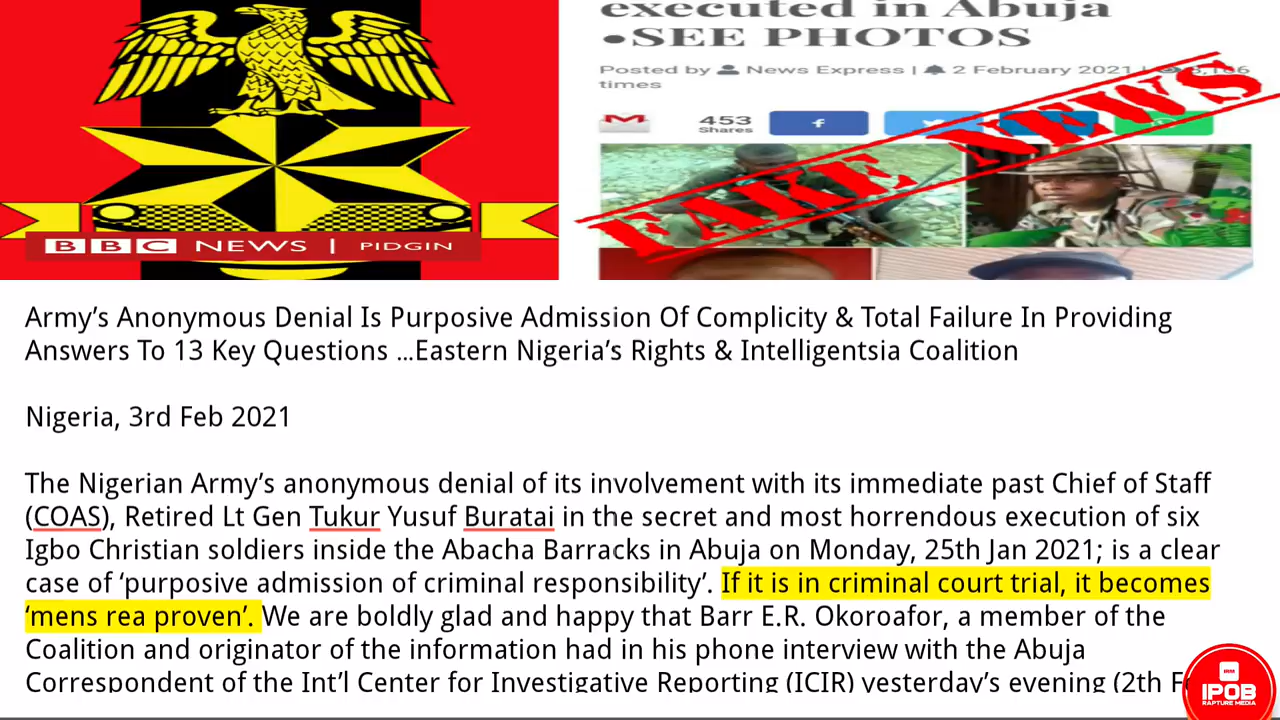 BBC NEWS | PIDGIN
executed in Abuja
•SEE PHOTOS
Posted by News Express | 2 February 2021 |
times
453
Shares
FAKE NEWS
Army’s Anonymous Denial Is Purposive Admission Of Complicity & Total Failure In Providing
Answers To 13 Key Questions ...Eastern Nigeria’s Rights & Intelligentsia Coalition
Nigeria, 3rd Feb 2021
The Nigerian Army’s anonymous denial of its involvement with its immediate past Chief of Staff
(COAS), Retired Lt Gen Tukur Yusuf Buratai in the secret and most horrendous execution of six
Igbo Christian soldiers inside the Abacha Barracks in Abuja on Monday, 25th Jan 2021; is a clear
case of ‘purposive admission of criminal responsibility’. If it is in criminal court trial, it becomes
‘mens rea proven’. We are boldly glad and happy that Barr E.R. Okoroafor, a member of the
Coalition and originator of the information had in his phone interview with the Abuja
Correspondent of the Int’l Center for Investigative Reporting (ICIR) yesterday’s evening (2th
IPOB
RAPTURE MEDIA